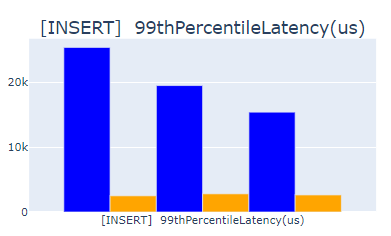 [INSERT]  99thPercentileLatency(us)
20k
10k
0
[INSERT]  99thPercentileLatency(us)